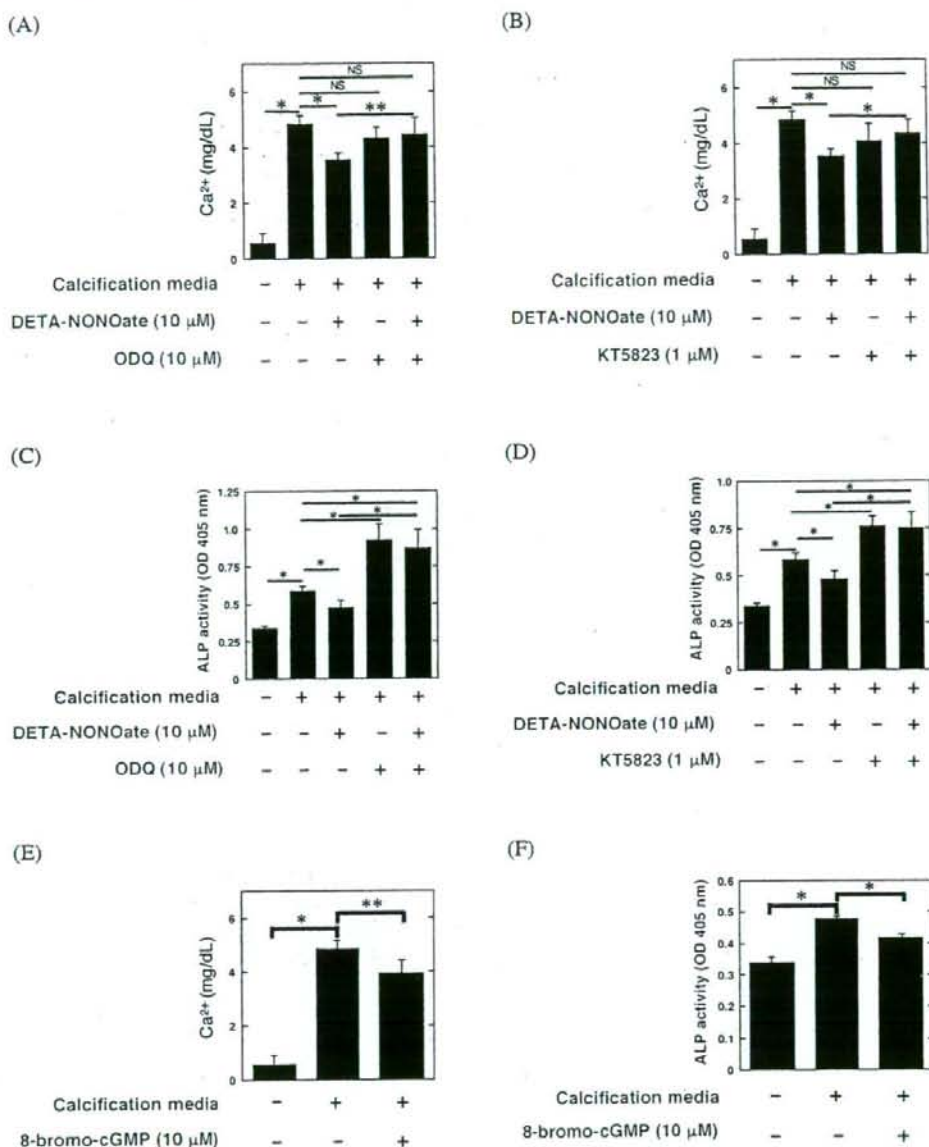 (A)
NS
NS
* * **
Ca²⁺ (mg/dL)
6
4
2
0
Calcification media − + + + +
DETA-NONOate (10 μM) − − + − +
ODQ (10 μM) − − − + +
(B)
NS
NS
* * *
Ca²⁺ (mg/dL)
6
4
2
0
Calcification media − + + + +
DETA-NONOate (10 μM) − − + − +
KT5823 (1 μM) − − − + +
(C)
*
* *
* *
ALP activity (OD 405 nm)
1.25
1.0
0.75
0.5
0.25
0
Calcification media − + + + +
DETA-NONOate (10 μM) − − + − +
ODQ (10 μM) − − − + +
(D)
*
* *
* *
ALP activity (OD 405 nm)
1.0
0.75
0.5
0.25
0
Calcification media − + + + +
DETA-NONOate (10 μM) − − + − +
KT5823 (1 μM) − − − + +
(E)
* **
Ca²⁺ (mg/dL)
6
4
2
0
Calcification media − + +
8-bromo-cGMP (10 μM) − − +
(F)
* *
ALP activity (OD 405 nm)
0.6
0.5
0.4
0.3
0.2
0.1
0
Calcification media − + +
8-bromo-cGMP (10 μM) − − +